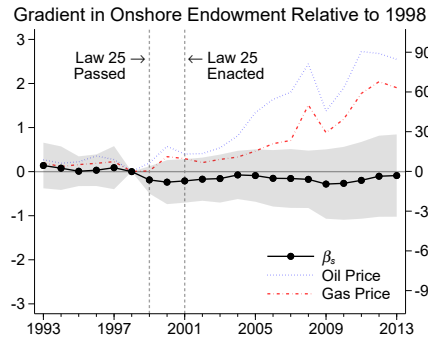 Gradient in Onshore Endowment Relative to 1998
3
2
1
0
-1
-2
-3
Law 25 →
Passed
← Law 25
Enacted
90
60
30
0
-30
-60
-9
βs
Oil Price
Gas Price
1993
1997
2001
2005
2009
2013